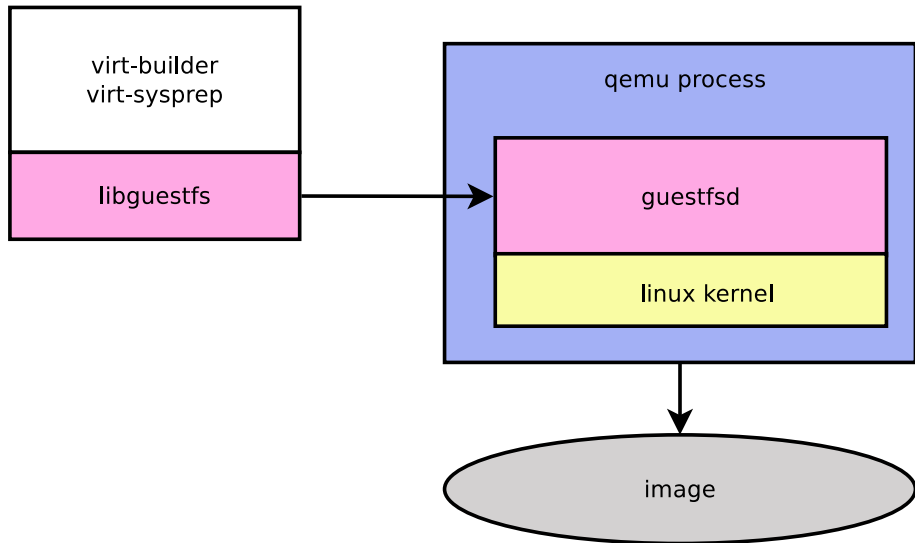 virt-builder
virt-sysprep
libguestfs
qemu process
guestfsd
linux kernel
image